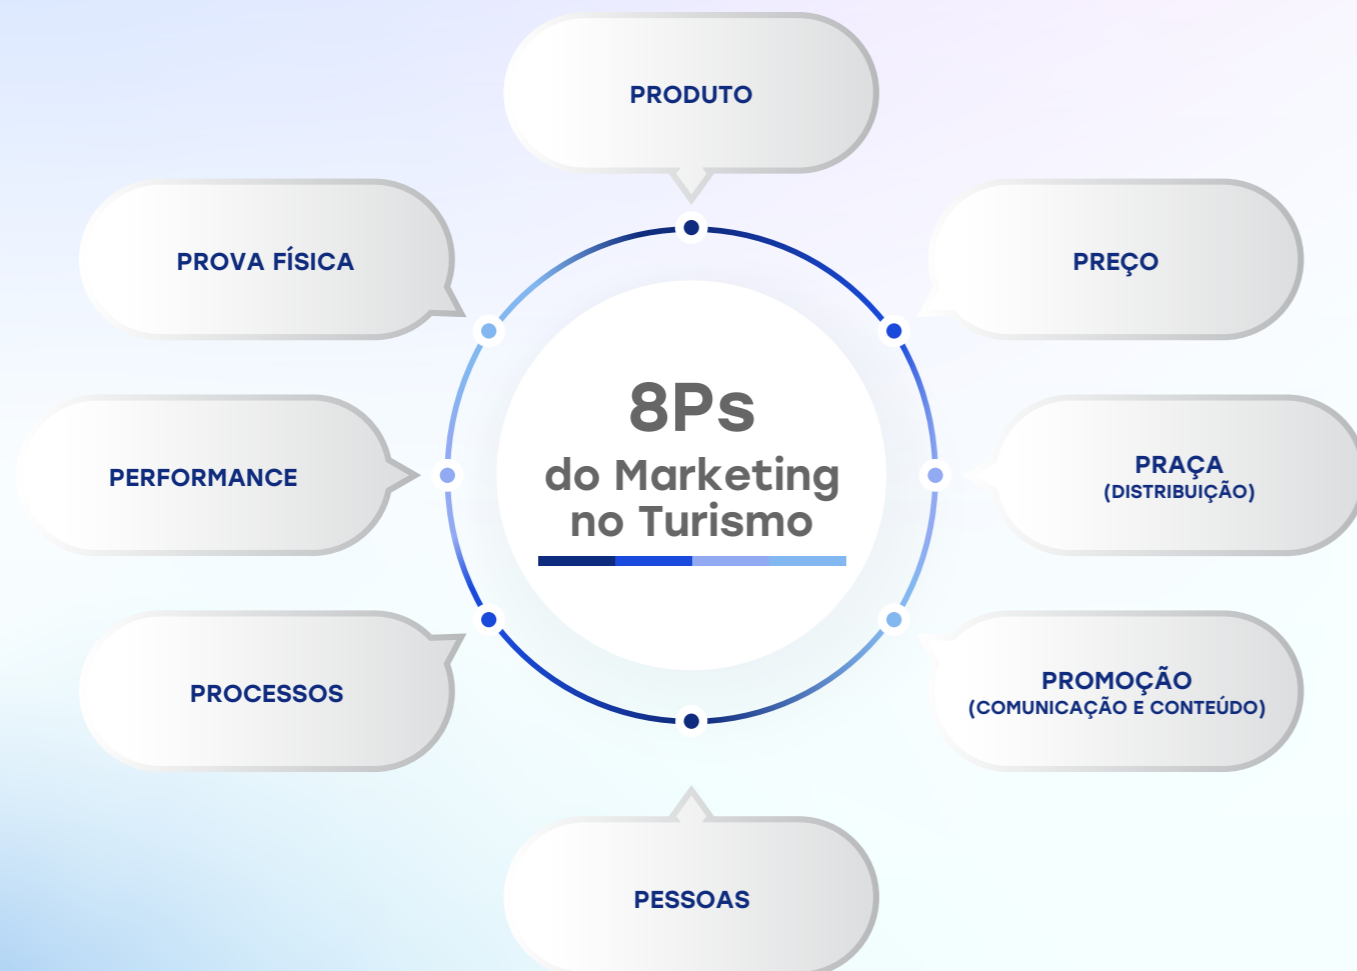 PRODUTO
PROVA FÍSICA
PREÇO
8Ps
do Marketing
no Turismo
PERFORMANCE
PRAÇA
(DISTRIBUIÇÃO)
PROCESSOS
PROMOÇÃO
(COMUNICAÇÃO E CONTEÚDO)
PESSOAS